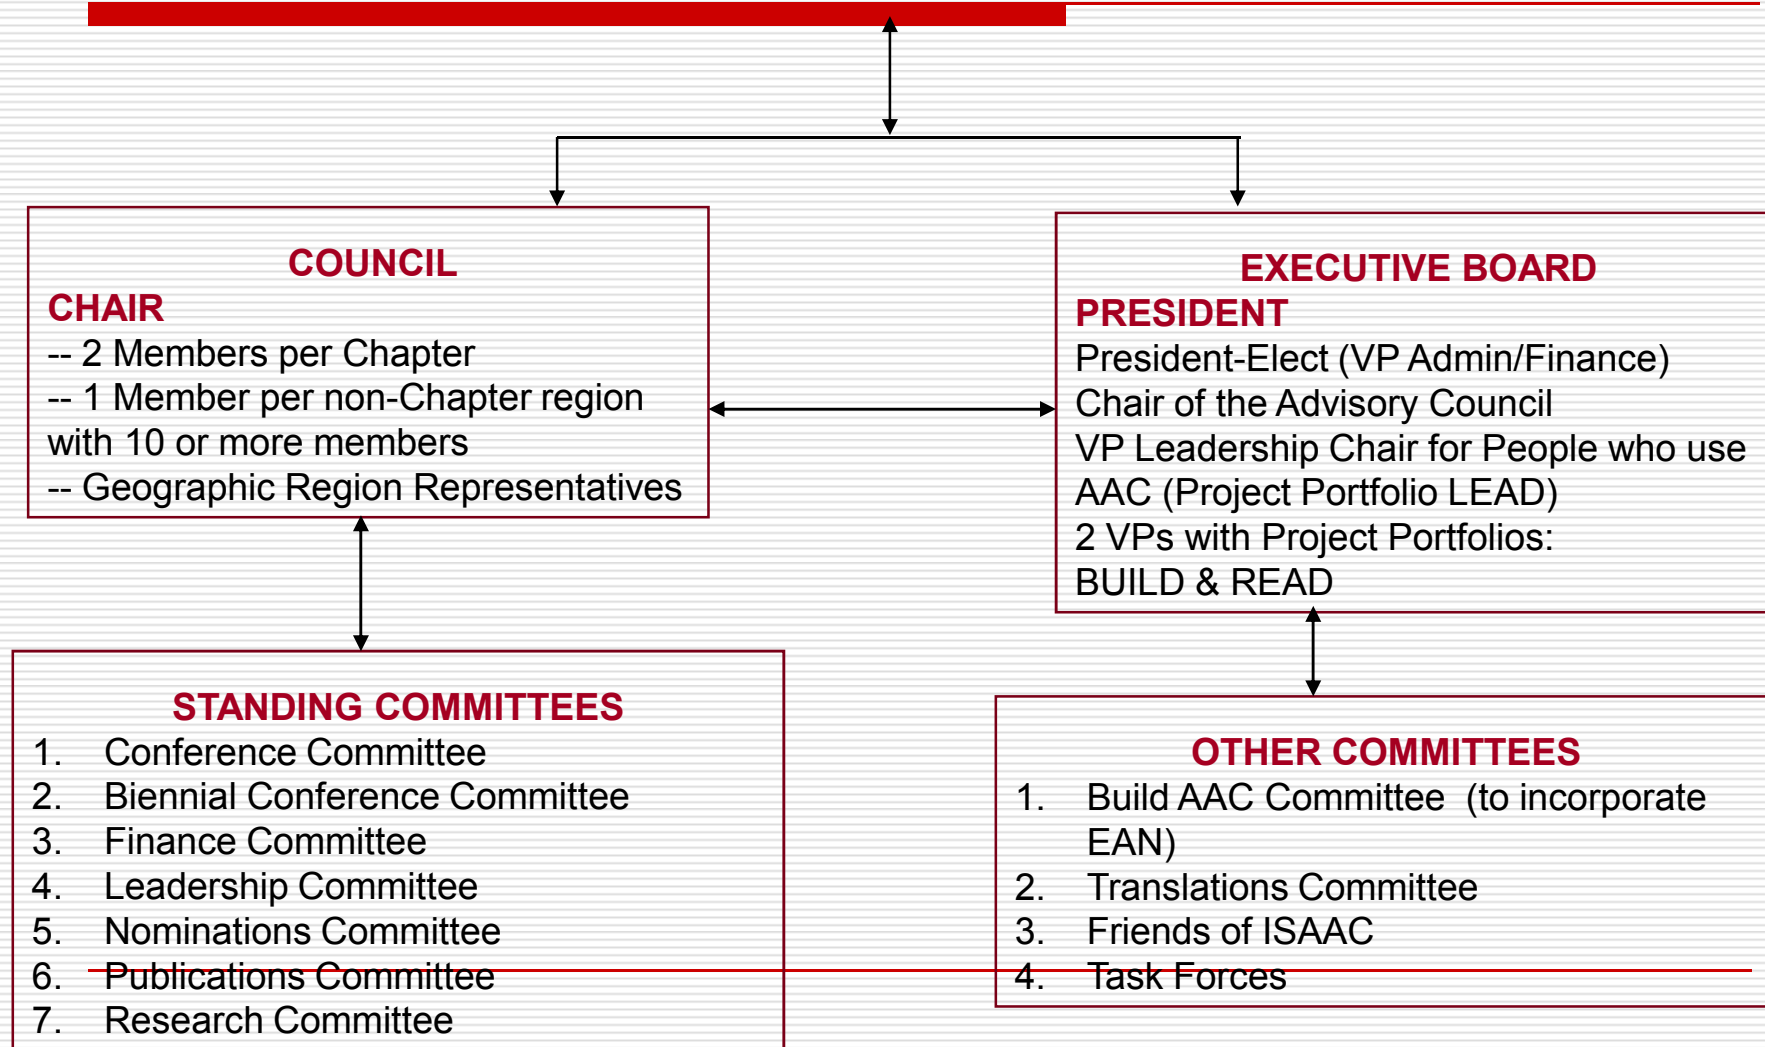 COUNCIL
CHAIR
-- 2 Members per Chapter
-- 1 Member per non-Chapter region
with 10 or more members
-- Geographic Region Representatives
EXECUTIVE BOARD
PRESIDENT
President-Elect (VP Admin/Finance)
Chair of the Advisory Council
VP Leadership Chair for People who use
AAC (Project Portfolio LEAD)
2 VPs with Project Portfolios:
BUILD & READ
STANDING COMMITTEES
1. Conference Committee
2. Biennial Conference Committee
3. Finance Committee
4. Leadership Committee
5. Nominations Committee
6. Publications Committee
7. Research Committee
OTHER COMMITTEES
1. Build AAC Committee (to incorporate
EAN)
2. Translations Committee
3. Friends of ISAAC
4. Task Forces